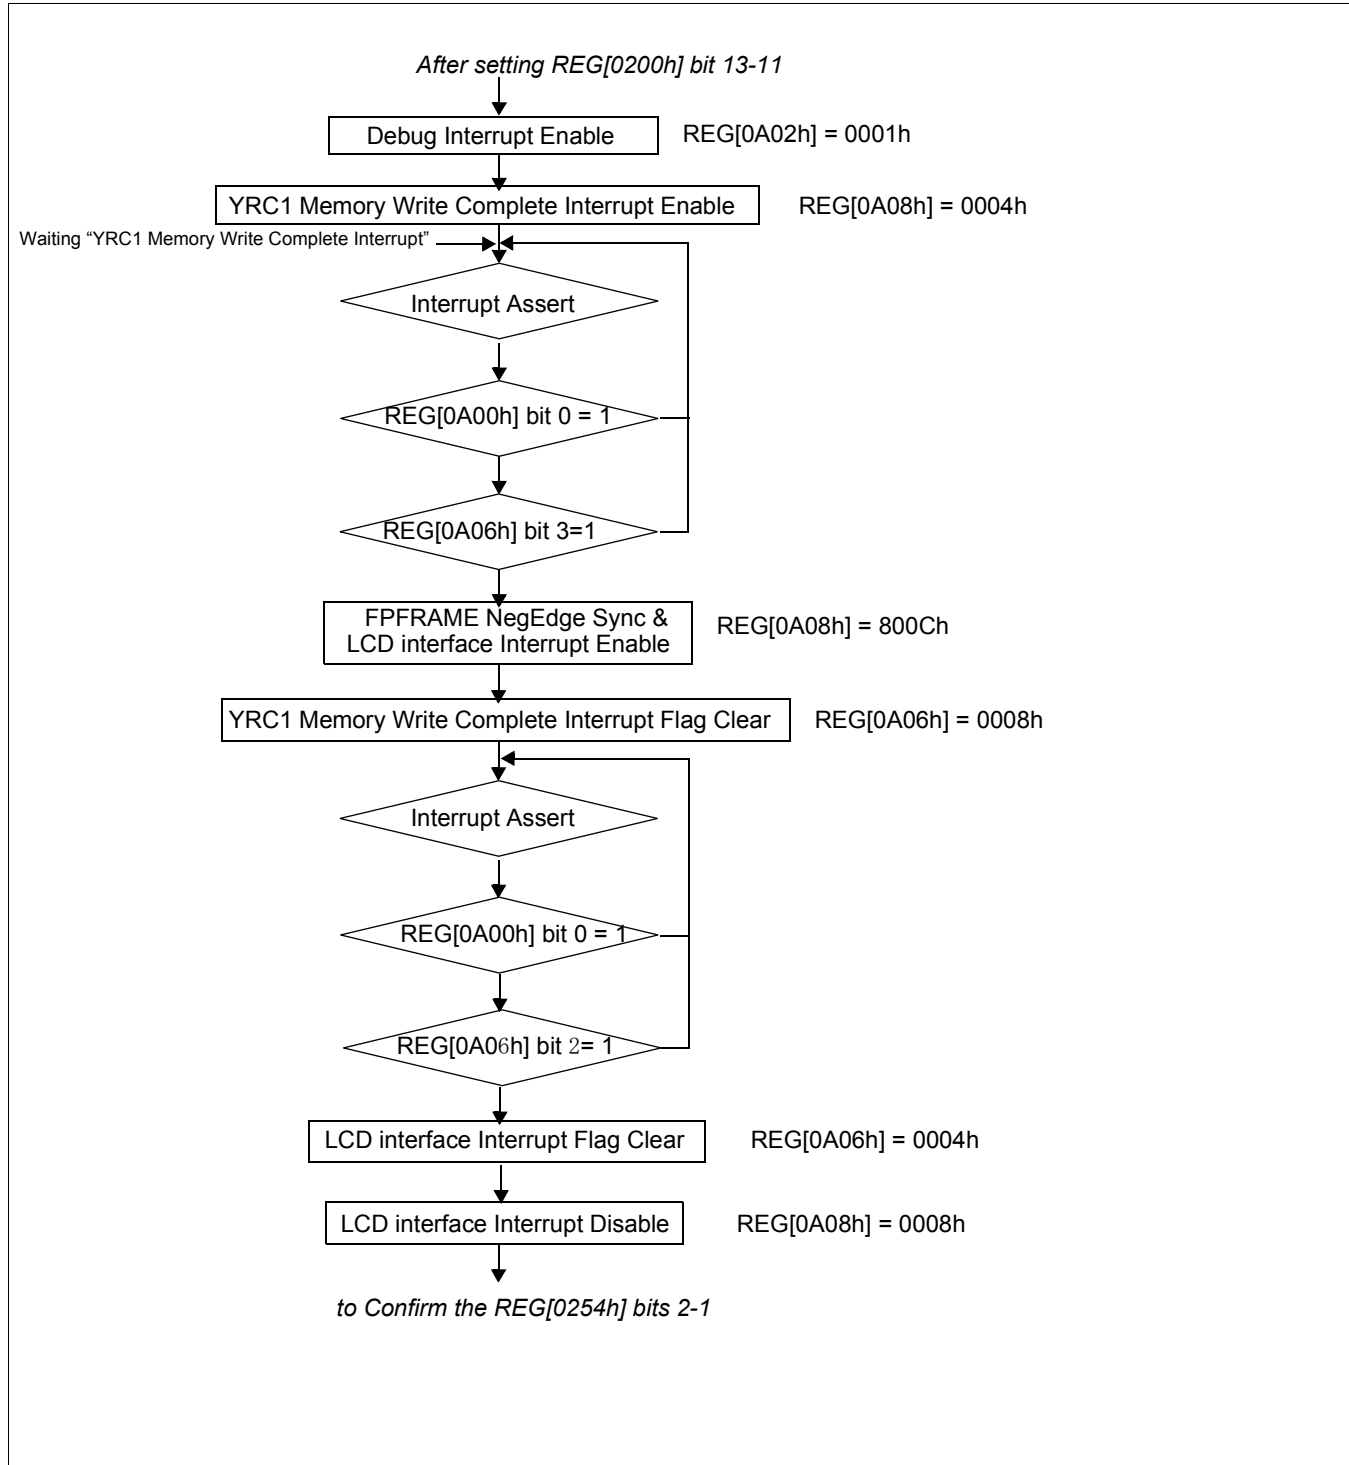 After setting REG[0200h] bit 13-11
Debug Interrupt Enable
REG[0A02h] = 0001h
YRC1 Memory Write Complete Interrupt Enable
REG[0A08h] = 0004h
Waiting “YRC1 Memory Write Complete Interrupt”
Interrupt Assert
REG[0A00h] bit 0 = 1
REG[0A06h] bit 3=1
FPFRAME NegEdge Sync &
LCD interface Interrupt Enable
REG[0A08h] = 800Ch
YRC1 Memory Write Complete Interrupt Flag Clear
REG[0A06h] = 0008h
Interrupt Assert
REG[0A00h] bit 0 = 1
REG[0A06h] bit 2= 1
LCD interface Interrupt Flag Clear
REG[0A06h] = 0004h
LCD interface Interrupt Disable
REG[0A08h] = 0008h
to Confirm the REG[0254h] bits 2-1